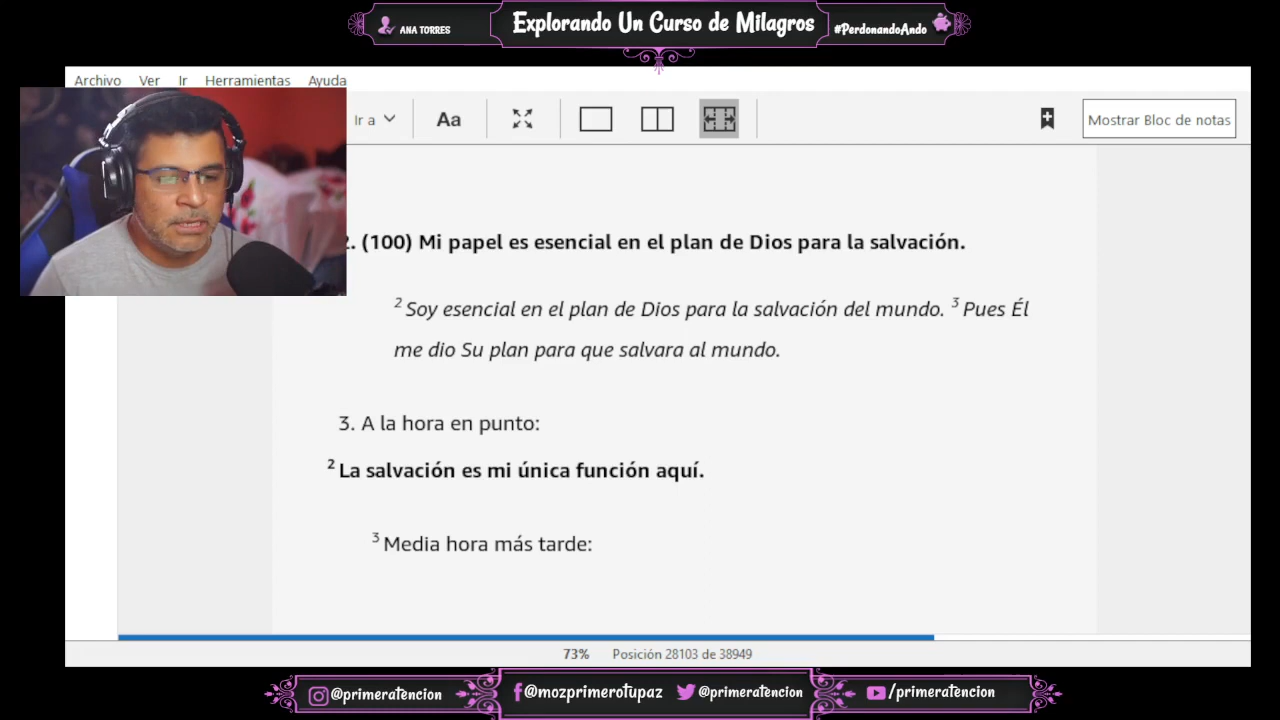 ANA TORRES
Explorando Un Curso de Milagros
#PerdonandoAndo
Archivo Ver Ir Herramientas Ayuda
Ir a Aa Mostrar Bloc de notas
2. (100) Mi papel es esencial en el plan de Dios para la salvación.
2 Soy esencial en el plan de Dios para la salvación del mundo. 3 Pues Él
me dio Su plan para que salvara al mundo.
3. A la hora en punto:
2 La salvación es mi única función aquí.
3 Media hora más tarde:
73% Posición 28103 de 38949
@primeratencion
@mozprimerotupaz
@primeratencion
/primeratencion